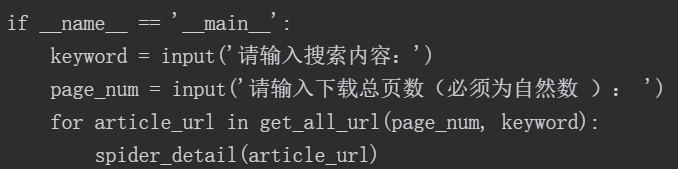 if __name__ == '__main__':
    keyword = input('请输入搜索内容：')
    page_num = input('请输入下载总页数（必须为自然数 ）： ')
    for article_url in get_all_url(page_num, keyword):
        spider_detail(article_url)